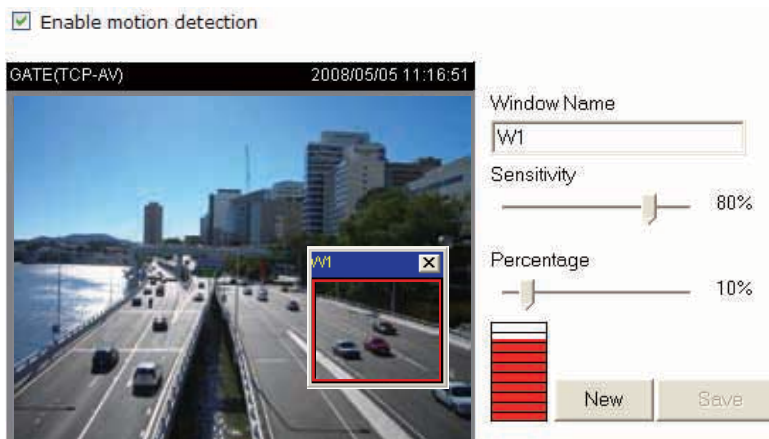 Enable motion detection
GATE(TCP-AV) 2008/05/05 11:16:51
Window Name
W1
Sensitivity
80%
W1
Percentage
10%
New Save